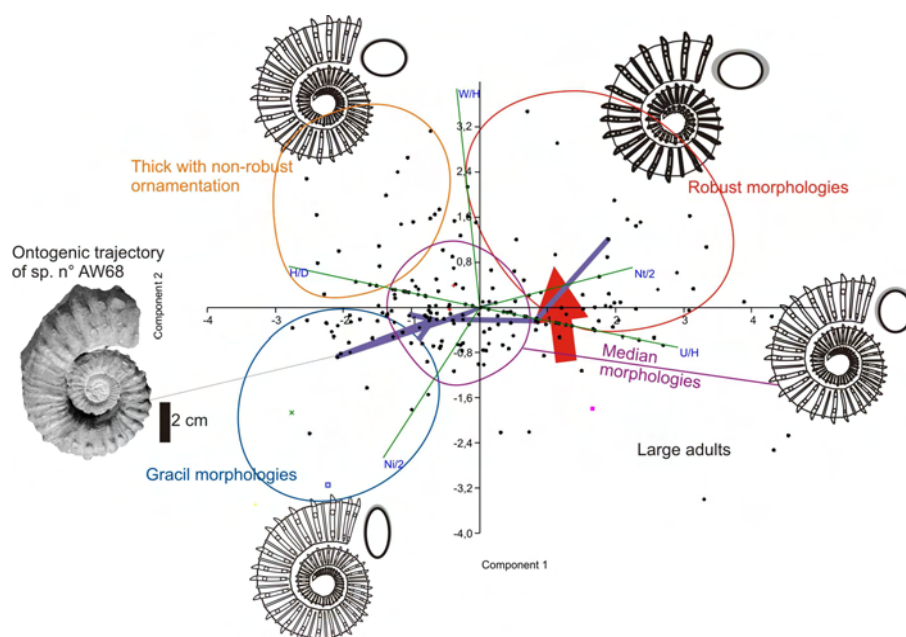 W/H
3,2
2,4
1,6
0,8
Thick with non-robust
ornamentation
Robust morphologies
Ontogenic trajectory
of sp. n° AW68
Component 2
H/D
Nt/2
-4
-3
-2
-1
1
2
3
4
-0,8
-1,6
-2,4
-3,2
-4,0
U/H
Median
morphologies
2 cm
Large adults
Ni/2
Gracil morphologies
Component 1